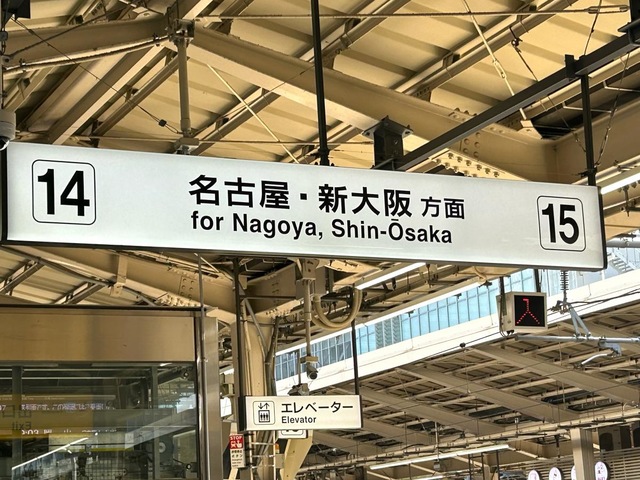 14
名古屋・新大阪 方面
for Nagoya, Shin-Ōsaka
15
エレベーター
Elevator
STOP